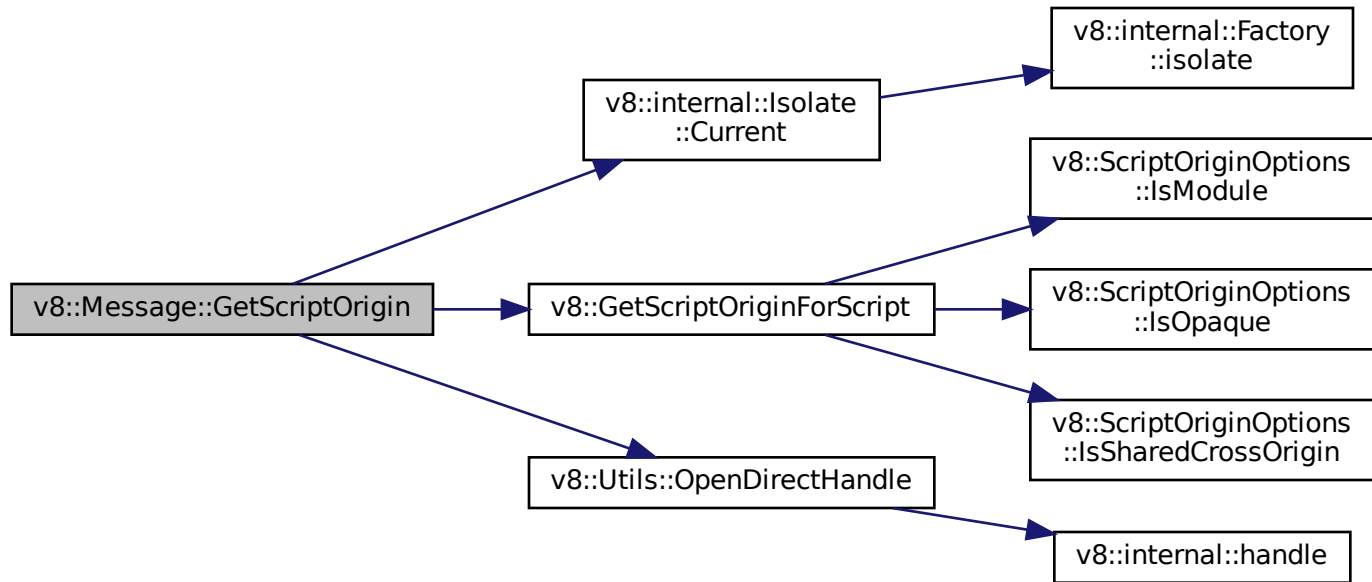 v8::internal::Factory
::isolate
v8::internal::Isolate
::Current
v8::ScriptOriginOptions
::IsModule
v8::Message::GetScriptOrigin
v8::GetScriptOriginForScript
v8::ScriptOriginOptions
::IsOpaque
v8::ScriptOriginOptions
::IsSharedCrossOrigin
v8::Utils::OpenDirectHandle
v8::internal::handle